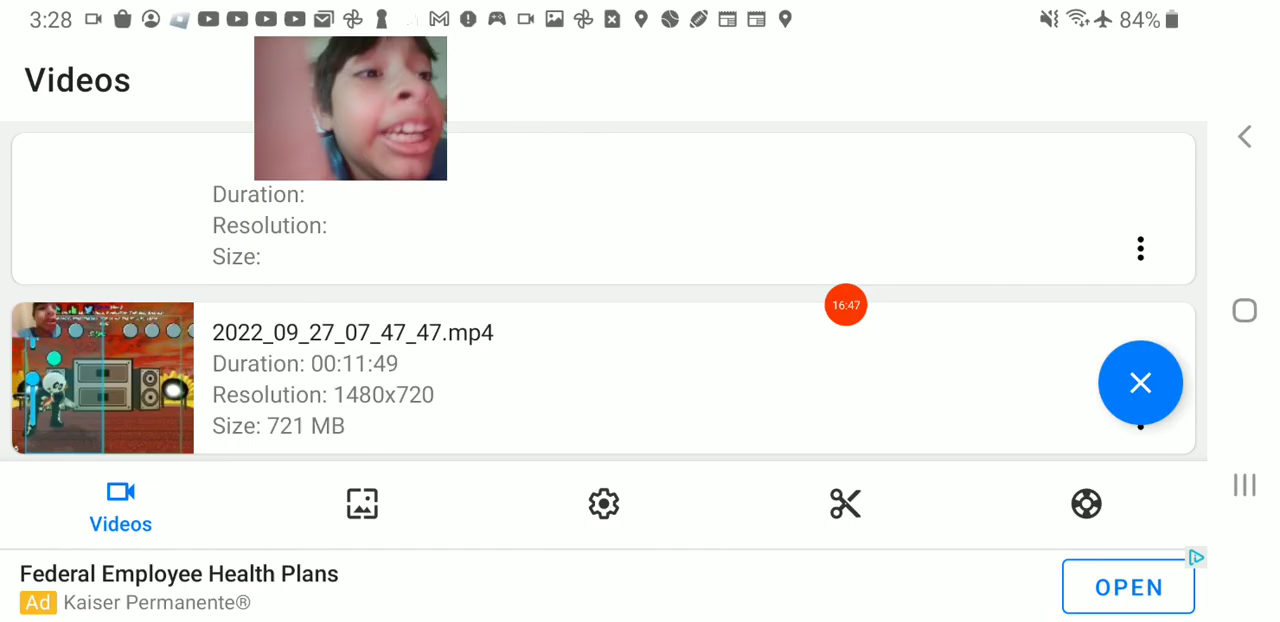 3:28
84%
Videos
Duration:
Resolution:
Size:
16:47
2022_09_27_07_47_47.mp4
Duration: 00:11:49
Resolution: 1480x720
Size: 721 MB
Videos
Federal Employee Health Plans
Ad Kaiser Permanente®
OPEN